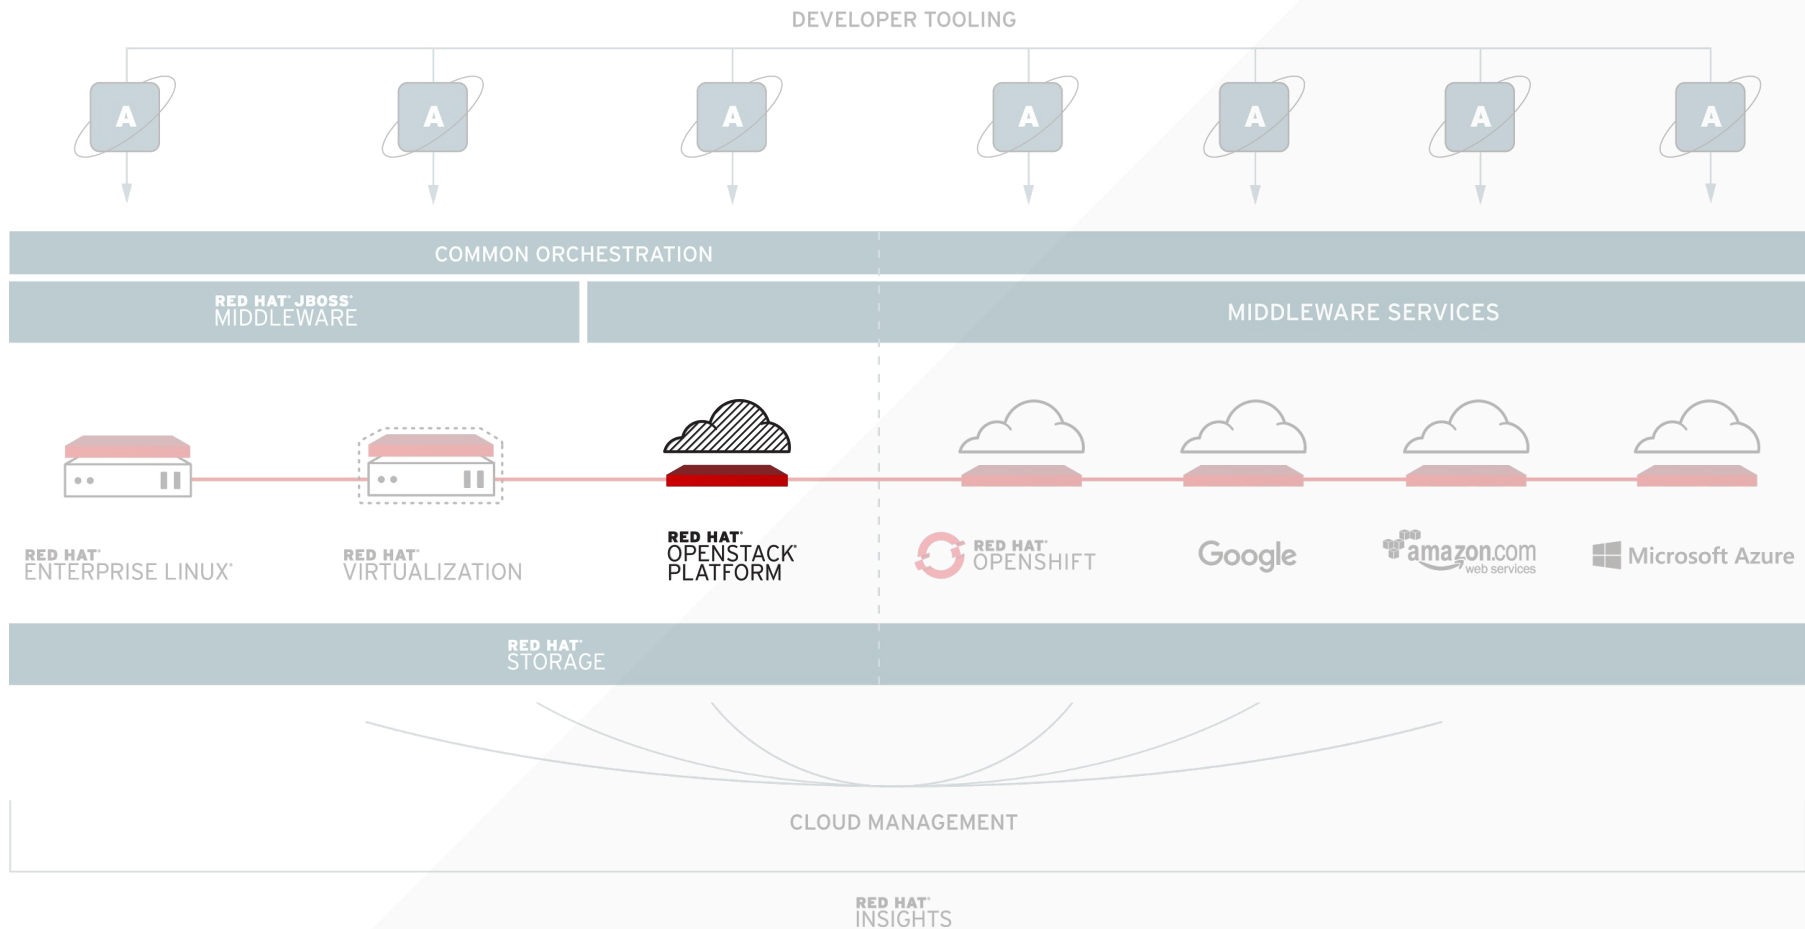 DEVELOPER TOOLING
A A A A A A A
COMMON ORCHESTRATION
RED HAT® JBOSS®
MIDDLEWARE
MIDDLEWARE SERVICES
RED HAT®
ENTERPRISE LINUX®
RED HAT®
VIRTUALIZATION
RED HAT®
OPENSTACK®
PLATFORM
RED HAT®
OPENSHIFT
Google
amazon.com
web services
Microsoft Azure
RED HAT®
STORAGE
CLOUD MANAGEMENT
RED HAT®
INSIGHTS